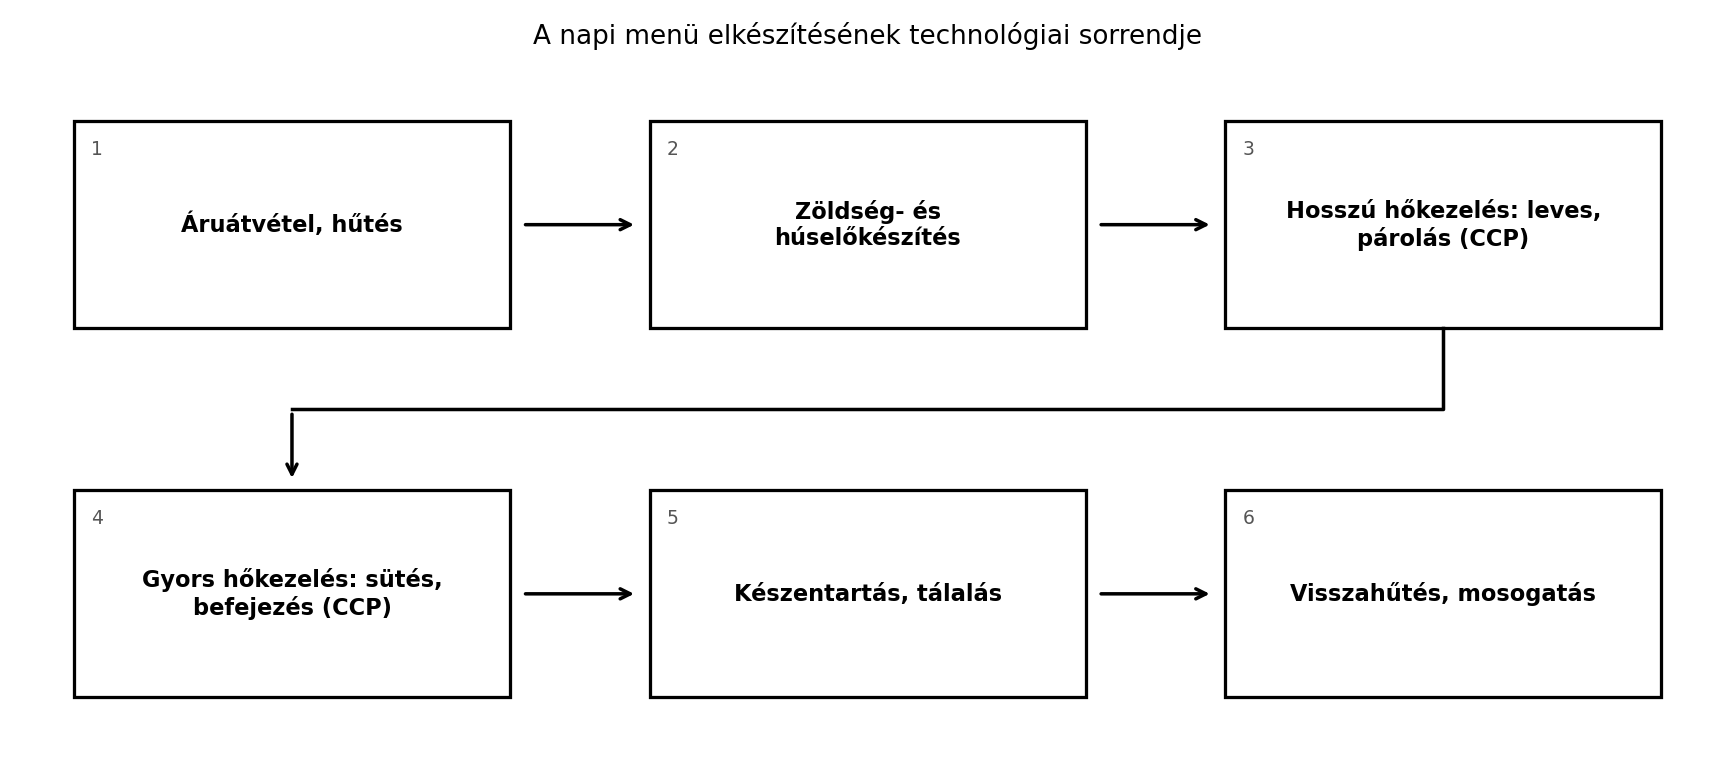 A napi menü elkészítésének technológiai sorrendje
1
Áruátvétel, hűtés
2
Zöldség- és
húselőkészítés
3
Hosszú hőkezelés: leves,
párolás (CCP)
4
Gyors hőkezelés: sütés,
befejezés (CCP)
5
Készentartás, tálalás
6
Visszahűtés, mosogatás